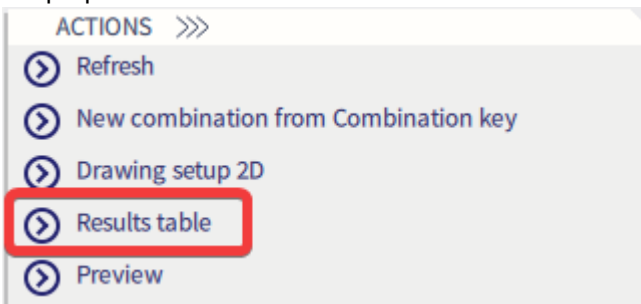 ACTIONS >>>
Refresh
New combination from Combination key
Drawing setup 2D
Results table
Preview